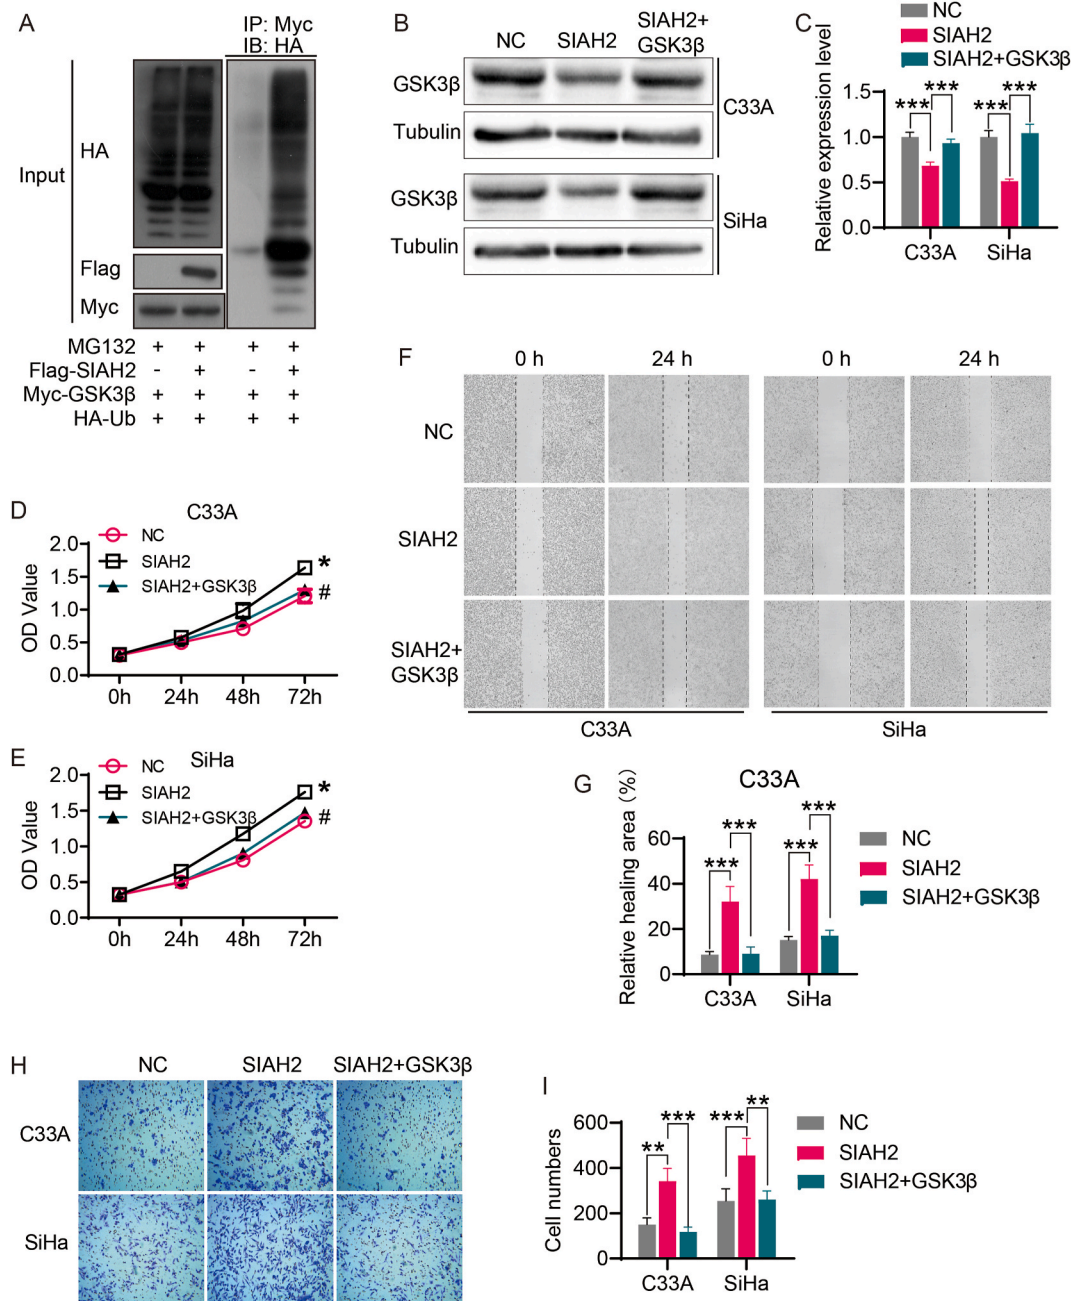 A
IP: Myc
IB: HA
Input
HA
Flag
Myc
MG132 + + + +
Flag-SIAH2 - + - +
Myc-GSK3β + + + +
HA-Ub + + + +
B
NC SIAH2 SIAH2+
GSK3β
GSK3β
Tubulin
C33A
GSK3β
Tubulin
SiHa
C
NC
SIAH2
SIAH2+GSK3β
Relative expression level
1.5
1.0
0.5
0.0
*** *** *** ***
C33A SiHa
D
C33A
NC
SIAH2
SIAH2+GSK3β
OD Value
2.0
1.5
1.0
0.5
0.0
*
#
0h 24h 48h 72h
E
SiHa
NC
SIAH2
SIAH2+GSK3β
OD Value
2.0
1.5
1.0
0.5
0.0
*
#
0h 24h 48h 72h
F
0 h 24 h 0 h 24 h
NC
SIAH2
SIAH2+
GSK3β
C33A SiHa
G
C33A
Relative healing area (%)
60
40
20
0
*** *** *** ***
C33A SiHa
NC
SIAH2
SIAH2+GSK3β
H
NC SIAH2 SIAH2+GSK3β
C33A
SiHa
I
Cell numbers
600
400
200
0
** *** *** **
C33A SiHa
NC
SIAH2
SIAH2+GSK3β